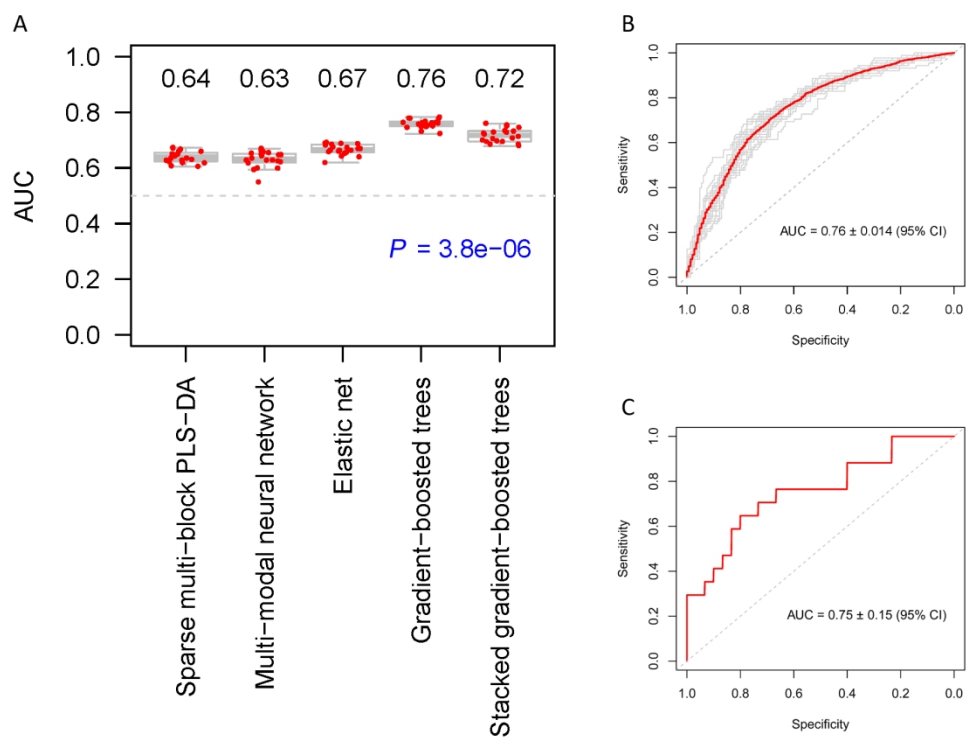 A
AUC
1.0
0.8
0.6
0.4
0.2
0.0
0.64 0.63 0.67 0.76 0.72
P = 3.8e−06
Sparse multi−block PLS−DA
Multi−modal neural network
Elastic net
Gradient−boosted trees
Stacked gradient−boosted trees
B
Sensitivity
1.0
0.8
0.6
0.4
0.2
0.0
AUC = 0.76 ± 0.014 (95% CI)
1.0 0.8 0.6 0.4 0.2 0.0
Specificity
C
Sensitivity
1.0
0.8
0.6
0.4
0.2
0.0
AUC = 0.75 ± 0.15 (95% CI)
1.0 0.8 0.6 0.4 0.2 0.0
Specificity